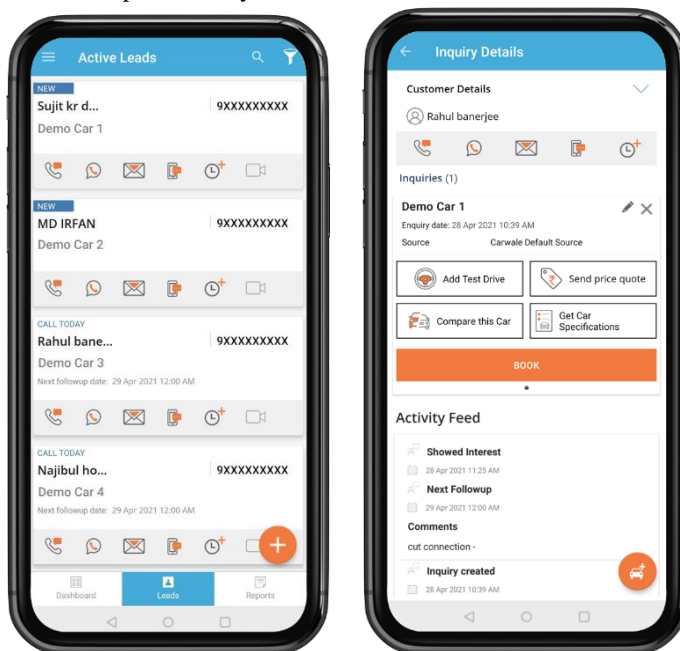 Active Leads
NEW
Sujit kr d...
9XXXXXXXXX
Demo Car 1
NEW
MD IRFAN
9XXXXXXXXX
Demo Car 2
CALL TODAY
Rahul bane...
9XXXXXXXXX
Demo Car 3
Next followup date: 29 Apr 2021 12:00 AM
CALL TODAY
Najibul ho...
9XXXXXXXXX
Demo Car 4
Next followup date: 29 Apr 2021 12:00 AM
Dashboard
Leads
Reports
Inquiry Details
Customer Details
Rahul banerjee
Inquiries (1)
Demo Car 1
Enquiry date: 28 Apr 2021 10:39 AM
Source Carwale Default Source
Add Test Drive
Send price quote
Compare this Car
Get Car
Specifications
BOOK
Activity Feed
Showed Interest
28 Apr 2021 11:25 AM
Next Followup
29 Apr 2021 12:00 AM
Comments
cut connection -
Inquiry created
28 Apr 2021 10:39 AM